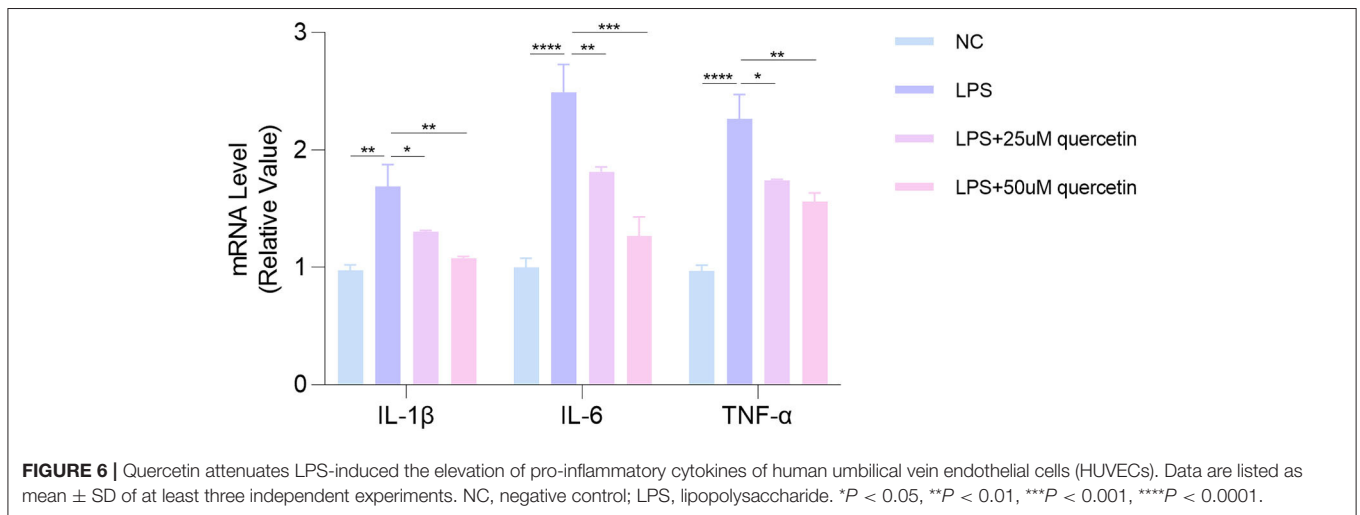 3
2
1
0
mRNA Level
(Relative Value)
** * **
**** ** ***
**** * **
IL-1β IL-6 TNF-α
NC
LPS
LPS+25uM quercetin
LPS+50uM quercetin
FIGURE 6 | Quercetin attenuates LPS-induced the elevation of pro-inflammatory cytokines of human umbilical vein endothelial cells (HUVECs). Data are listed as
mean ± SD of at least three independent experiments. NC, negative control; LPS, lipopolysaccharide. *P < 0.05, **P < 0.01, ***P < 0.001, ****P < 0.0001.